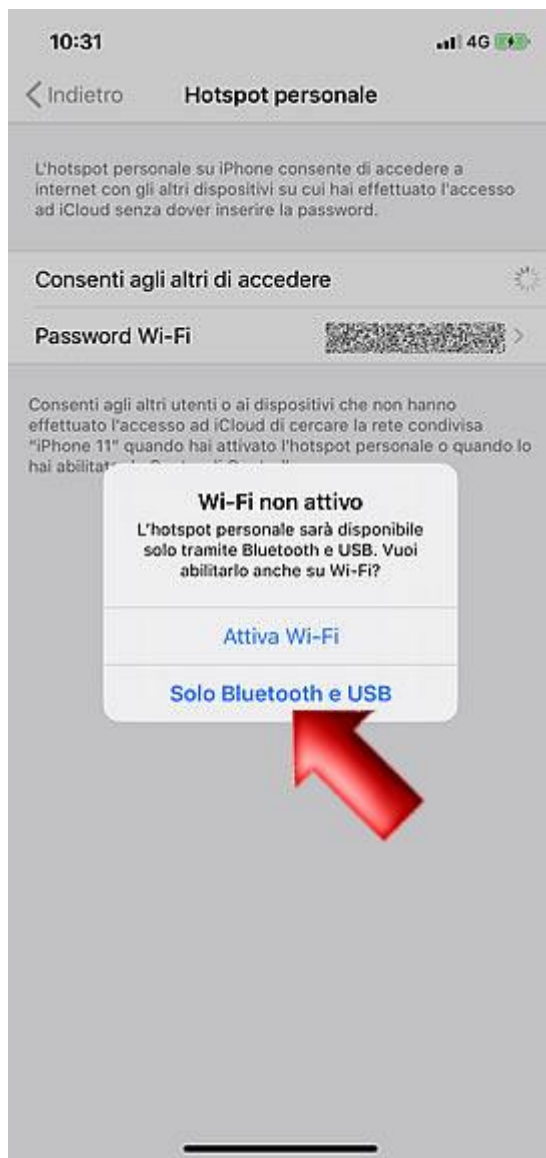 10:31
4G
Indietro
Hotspot personale
L'hotspot personale su iPhone consente di accedere a
internet con gli altri dispositivi su cui hai effettuato l'accesso
ad iCloud senza dover inserire la password.
Consenti agli altri di accedere
Password Wi-Fi
Consenti agli altri utenti o ai dispositivi che non hanno
effettuato l'accesso ad iCloud di cercare la rete condivisa
"iPhone 11" quando hai attivato l'hotspot personale o quando lo
hai
Wi-Fi non attivo
L'hotspot personale sarà disponibile
solo tramite Bluetooth e USB. Vuoi
abilitarlo anche su Wi-Fi?
Attiva Wi-Fi
Solo Bluetooth e USB